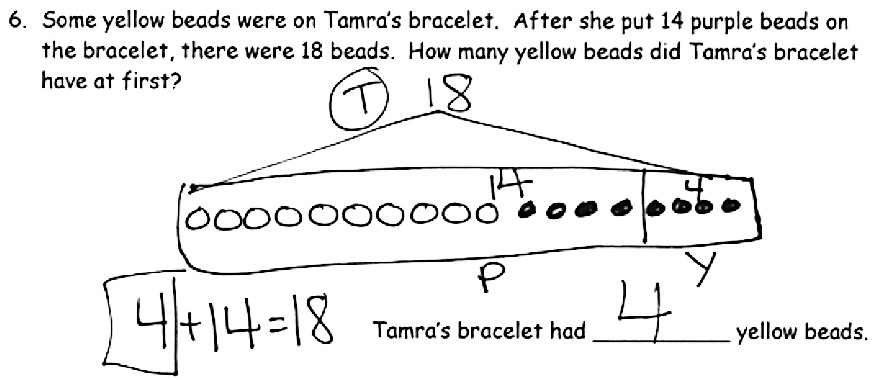 6. Some yellow beads were on Tamra's bracelet. After she put 14 purple beads on
the bracelet, there were 18 beads. How many yellow beads did Tamra's bracelet
have at first?
T 18
14 4
P Y
4+14=18
Tamra's bracelet had 4 yellow beads.